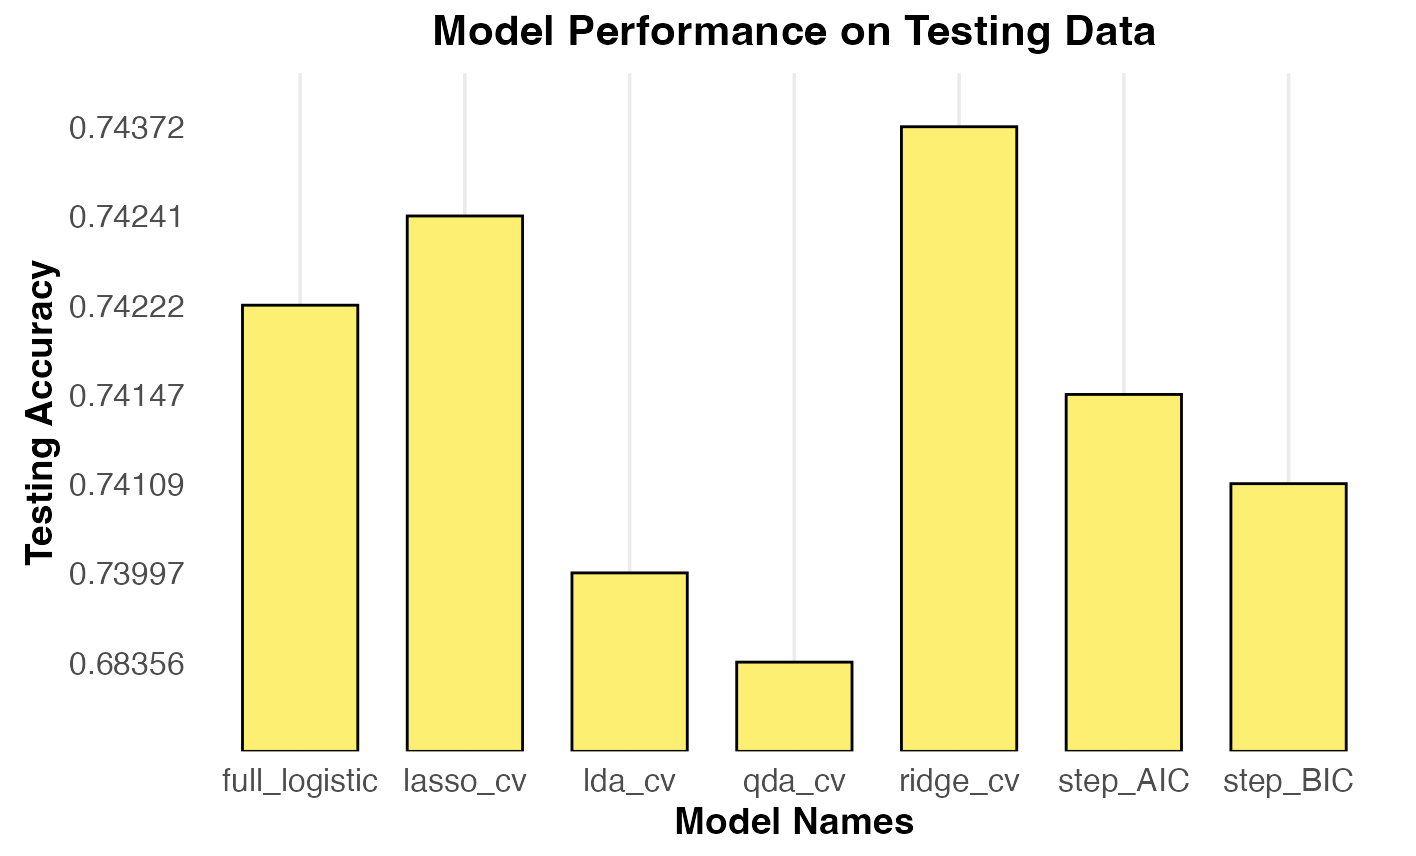 Model Performance on Testing Data
Testing Accuracy
0.74372
0.74241
0.74222
0.74147
0.74109
0.73997
0.68356
full_logistic lasso_cv lda_cv qda_cv ridge_cv step_AIC step_BIC
Model Names